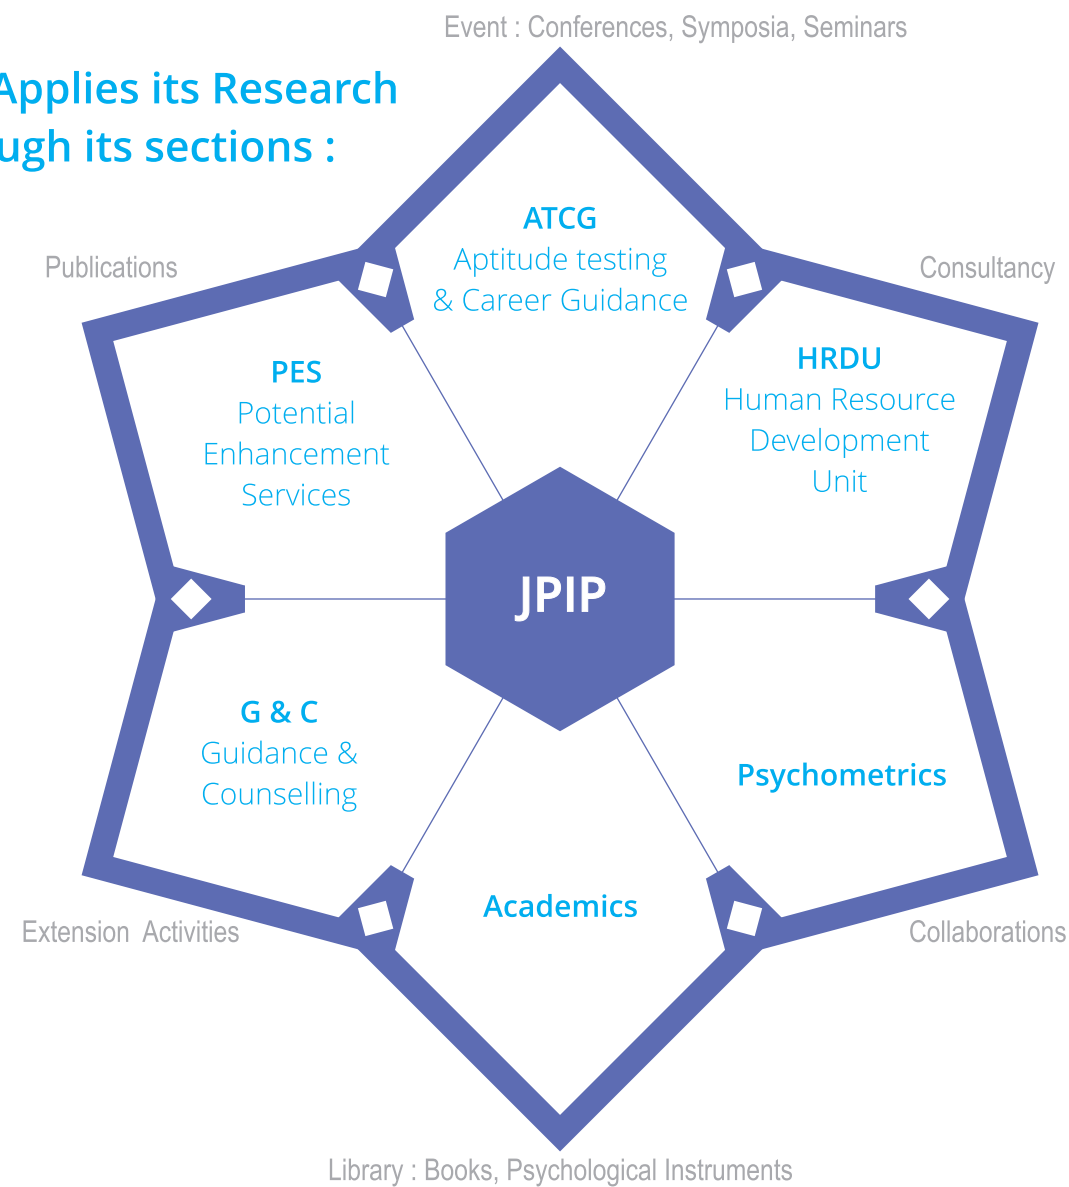 Event : Conferences, Symposia, Seminars
Applies its Research
ugh its sections :
ATCG
Aptitude testing
& Career Guidance
Publications
Consultancy
PES
Potential
Enhancement
Services
HRDU
Human Resource
Development
Unit
JPIP
G & C
Guidance &
Counselling
Psychometrics
Academics
Extension Activities
Collaborations
Library : Books, Psychological Instruments